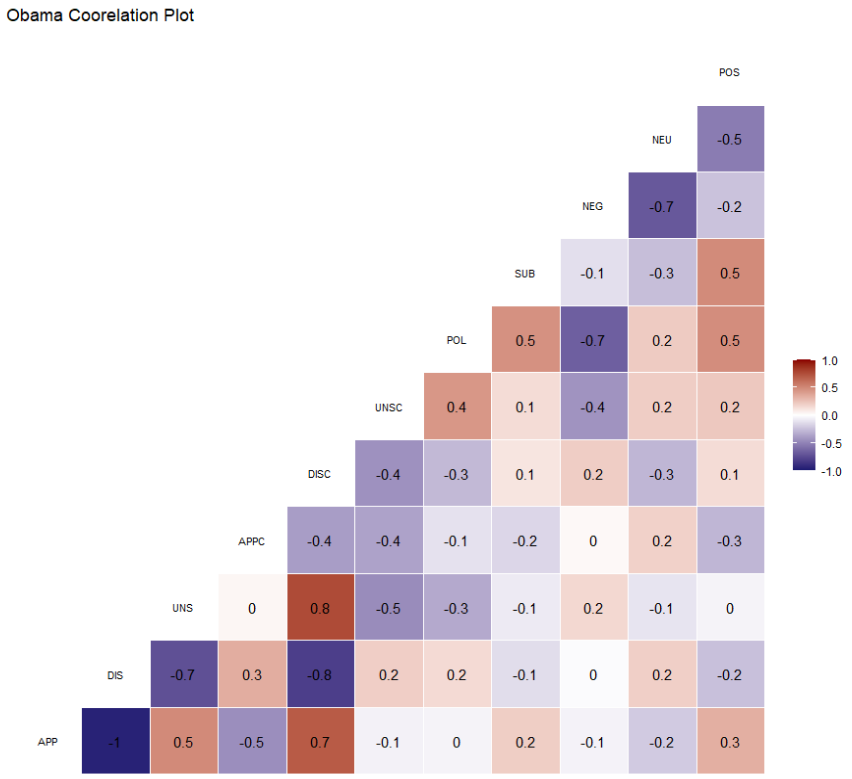 Obama Coorelation Plot
POS
NEU -0.5
NEG -0.7 -0.2
SUB -0.1 -0.3 0.5
POL 0.5 -0.7 0.2 0.5
UNSC 0.4 0.1 -0.4 0.2 0.2
DISC -0.4 -0.3 0.1 0.2 -0.3 0.1
APPC -0.4 -0.4 -0.1 -0.2 0 0.2 -0.3
UNS 0 0.8 -0.5 -0.3 -0.1 0.2 -0.1 0
DIS -0.7 0.3 -0.8 0.2 0.2 -0.1 0 0.2 -0.2
APP -1 0.5 -0.5 0.7 -0.1 0 0.2 -0.1 -0.2 0.3
1.0
0.5
0.0
-0.5
-1.0